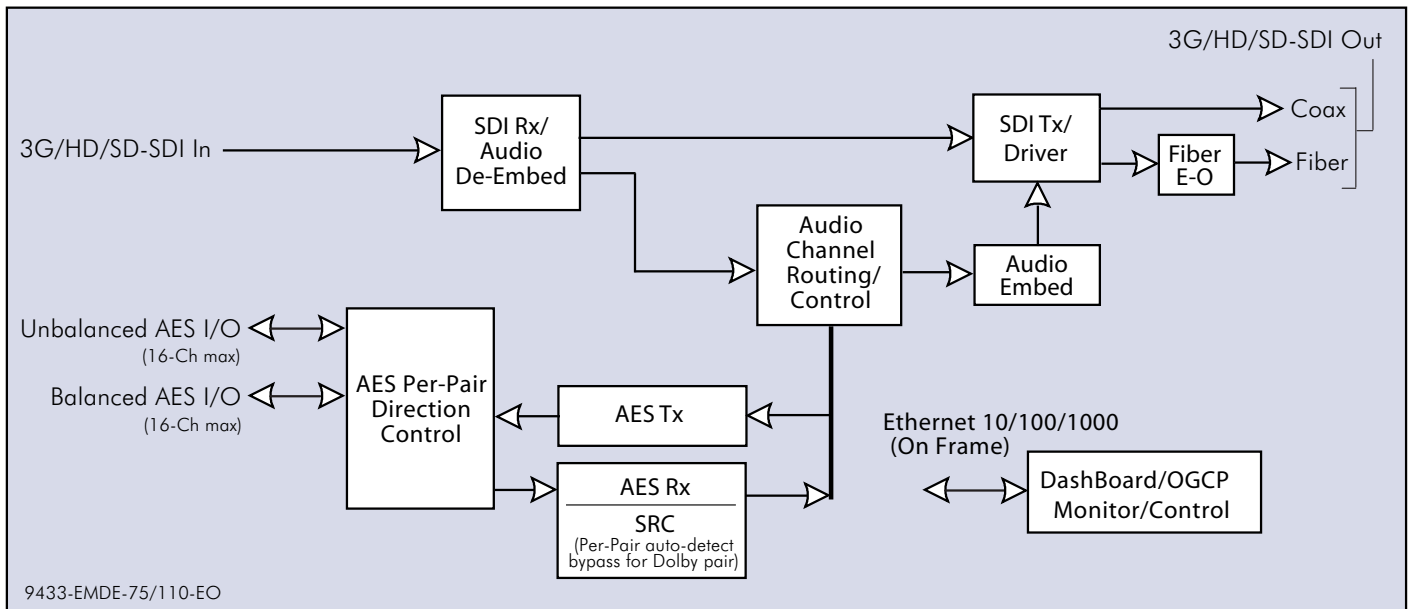 3G/HD/SD-SDI Out
3G/HD/SD-SDI In
SDI Rx/
Audio
De-Embed
SDI Tx/
Driver
Coax
Fiber
E-O
Fiber
Audio
Channel
Routing/
Control
Audio
Embed
Unbalanced AES I/O
(16-Ch max)
Balanced AES I/O
(16-Ch max)
AES Per-Pair
Direction
Control
AES Tx
AES Rx
SRC
(Per-Pair auto-detect
bypass for Dolby pair)
Ethernet 10/100/1000
(On Frame)
DashBoard/OGCP
Monitor/Control
9433-EMDE-75/110-EO